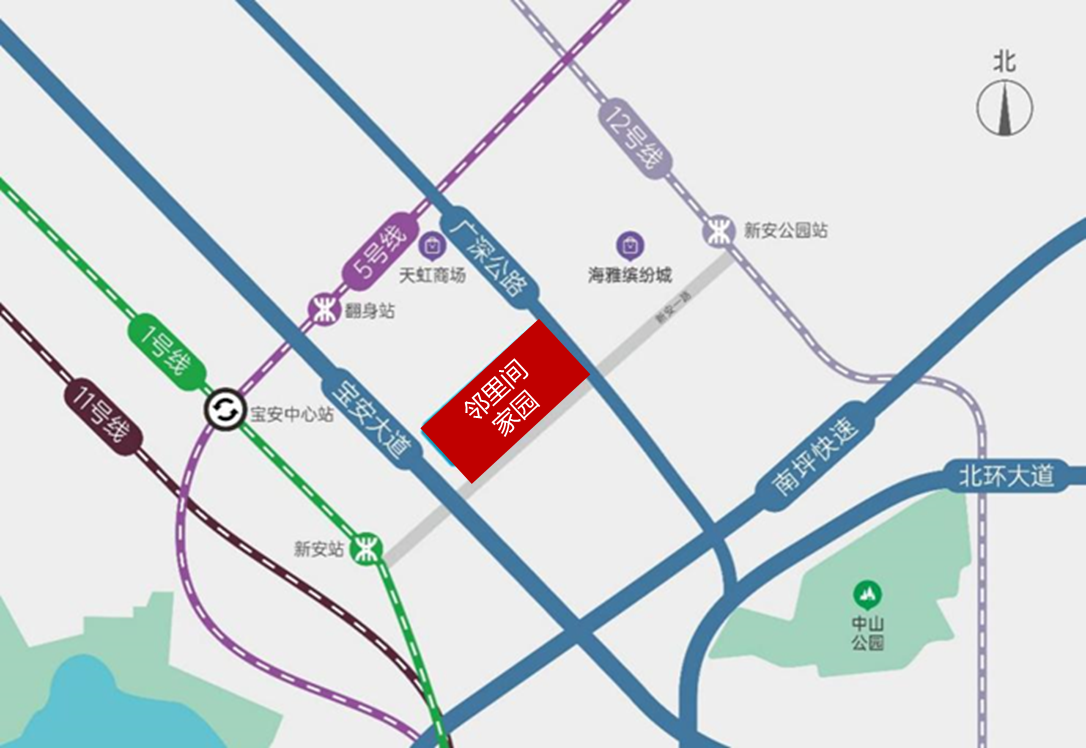 北
12号线
新安公园站
5号线
广深公路
天虹商场
海雅缤纷城
新安一路
翻身站
1号线
邻里间
家园
11号线
宝安中心站
宝安大道
南坪快速
北环大道
新安站
中山
公园